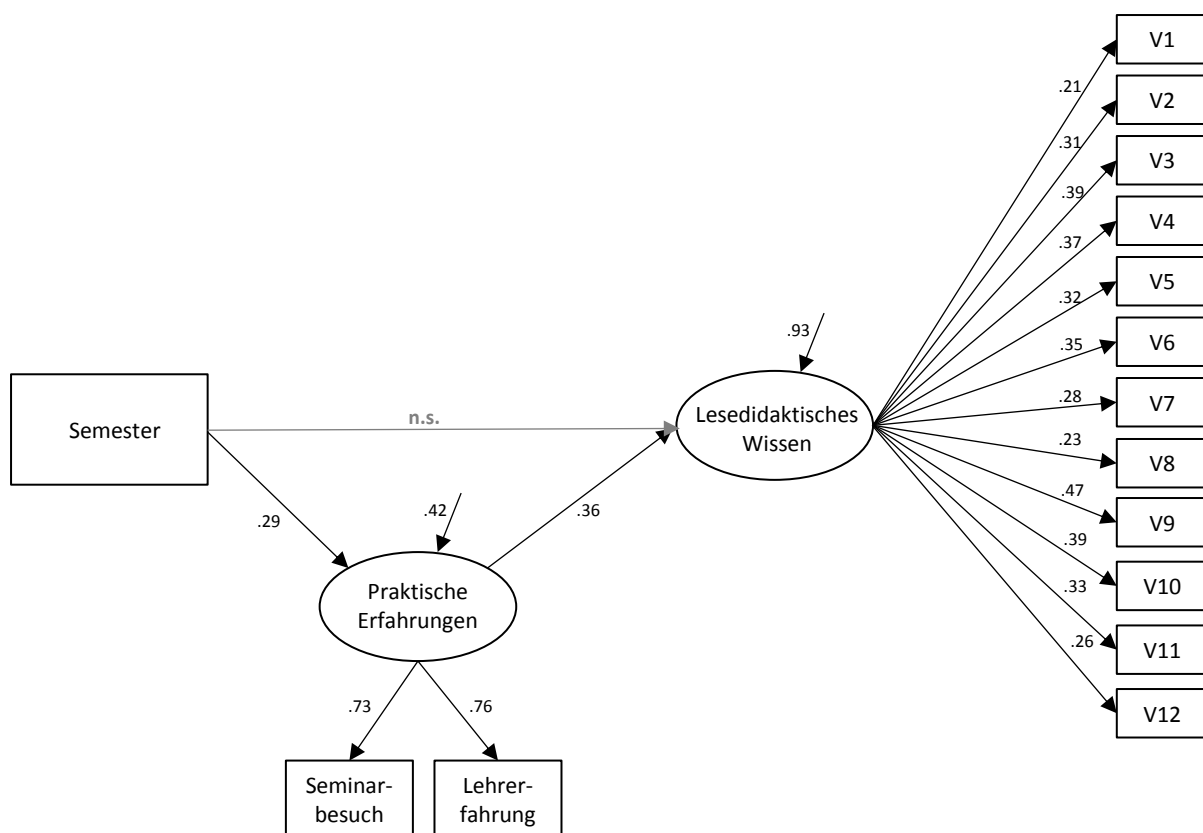 V1
.21
V2
.31
V3
.39
V4
.37
V5
.32
V6
.93
.35
V7
.28
Semester
n.s.
Lesedidaktisches
Wissen
V8
.23
V9
.47
.29
.42
.36
V10
.39
Praktische
Erfahrungen
V11
.33
V12
.26
.73
.76
Seminar-
besuch
Lehrer-
fahrung